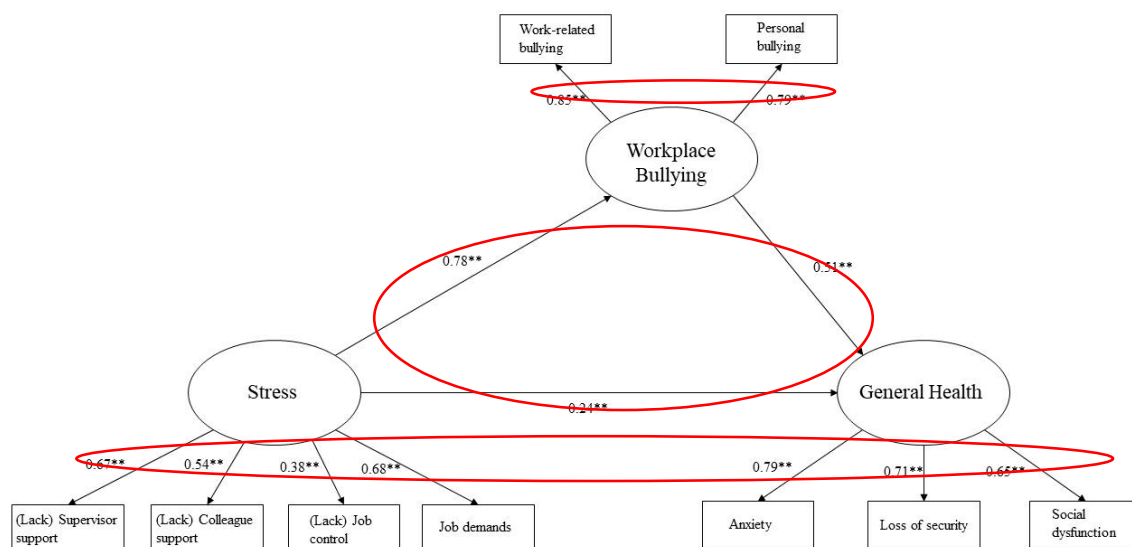 Work-related
bullying
Personal
bullying
0.85**
0.79**
Workplace
Bullying
0.78**
0.51**
Stress
General Health
0.24**
0.67**
0.54**
0.38**
0.68**
0.79**
0.71**
0.65**
(Lack) Supervisor
support
(Lack) Colleague
support
(Lack) Job
control
Job demands
Anxiety
Loss of security
Social
dysfunction